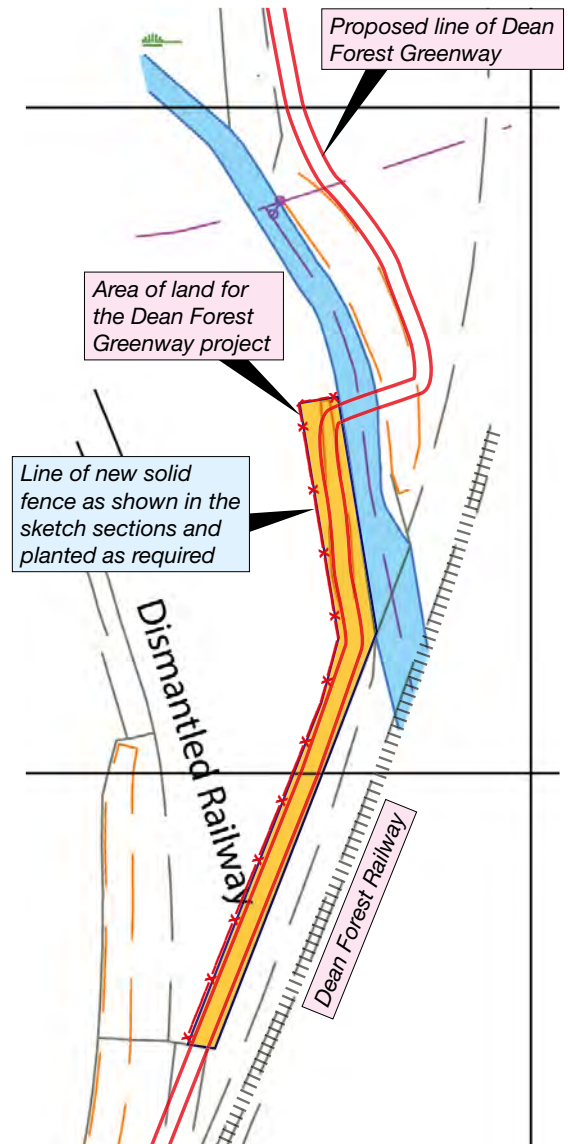 Proposed line of Dean
Forest Greenway
Area of land for
the Dean Forest
Greenway project
Line of new solid
fence as shown in the
sketch sections and
planted as required
Dismantled Railway
Dean Forest Railway